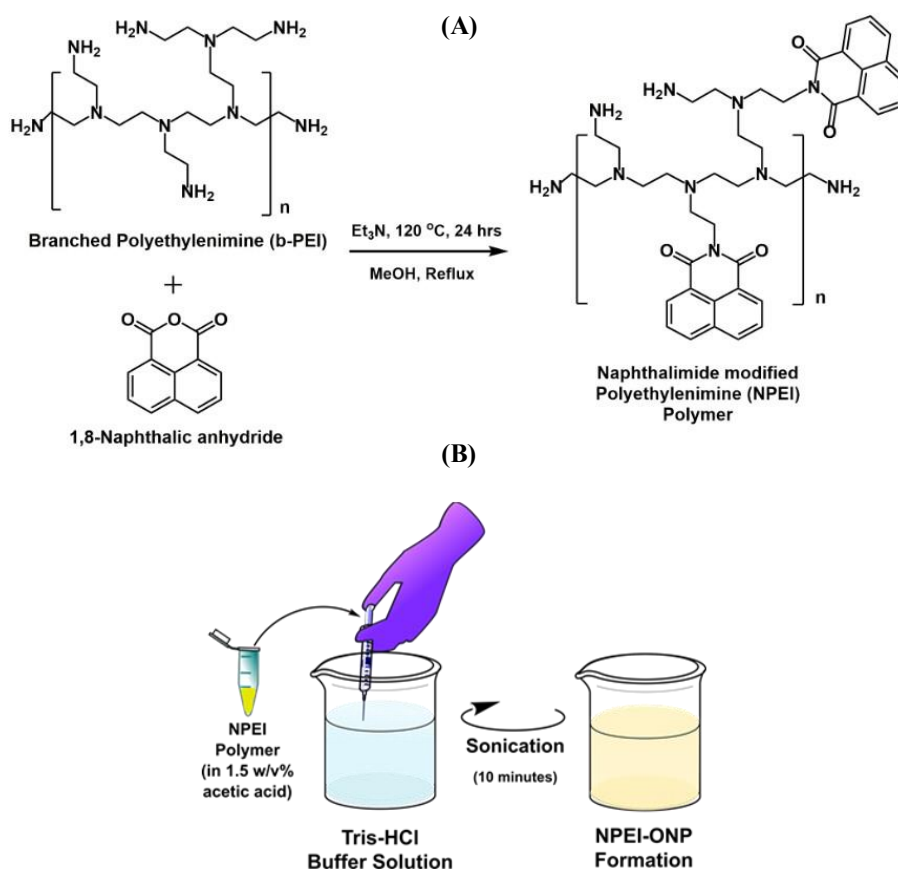 (A)
H₂N
N
NH₂
NH₂
H₂N
N
N
N
NH₂
NH₂
n
Branched Polyethylenimine (b-PEI)
+
O
O
O
1,8-Naphthalic anhydride
Et₃N, 120 °C, 24 hrs
MeOH, Reflux
O
N
O
H₂N
N
NH₂
H₂N
N
N
N
NH₂
O
N
O
n
Naphthalimide modified
Polyethylenimine (NPEI)
Polymer
(B)
NPEI
Polymer
(in 1.5 w/v%
acetic acid)
Sonication
(10 minutes)
Tris-HCl
Buffer Solution
NPEI-ONP
Formation